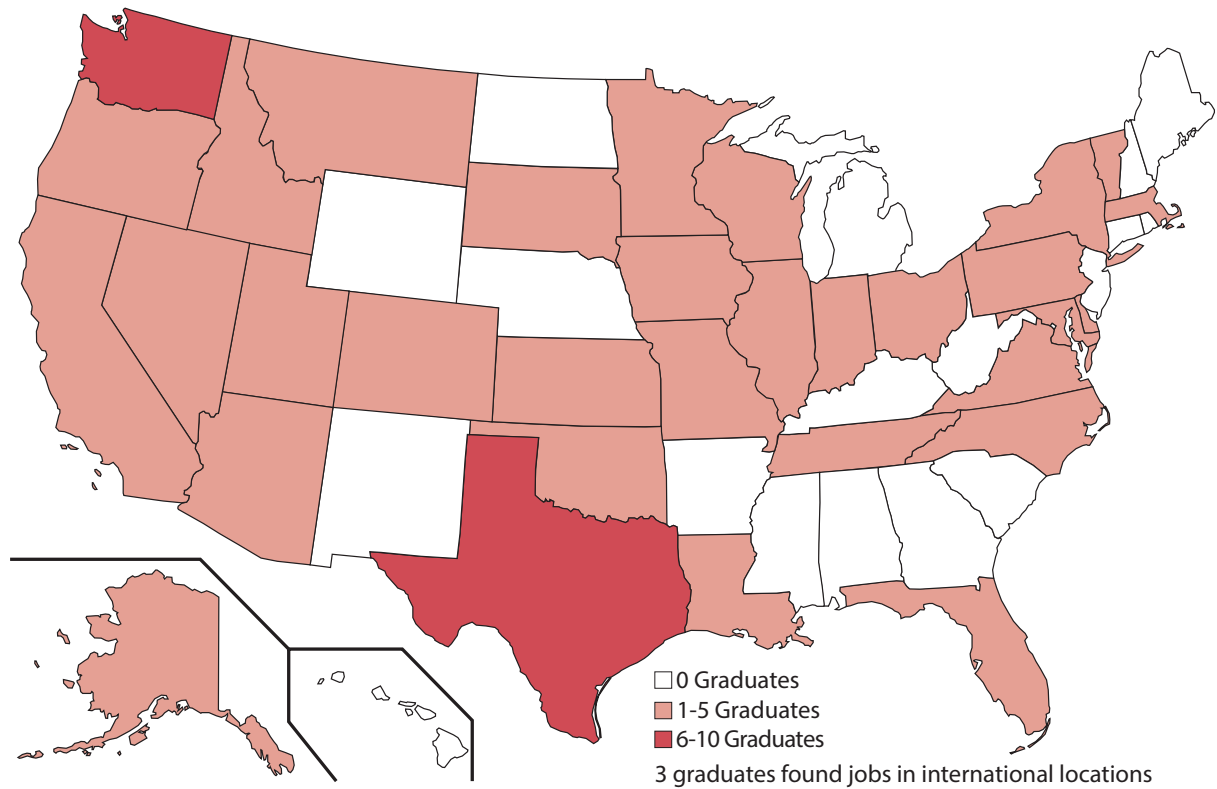 0 Graduates
1-5 Graduates
6-10 Graduates
3 graduates found jobs in international locations